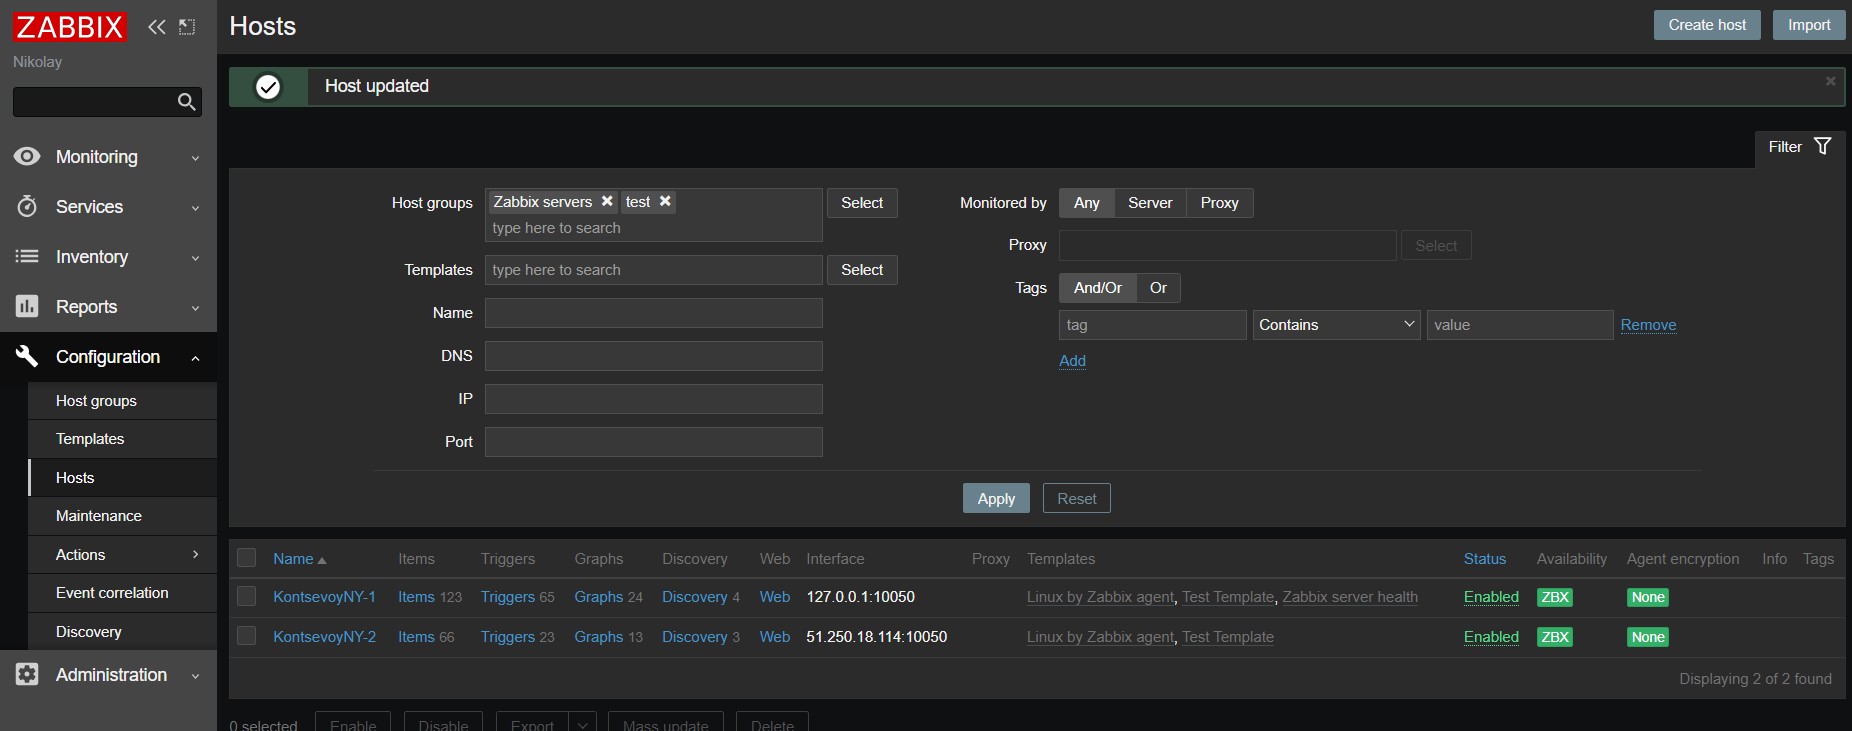 ZABBIX
Nikolay
Monitoring
Services
Inventory
Reports
Configuration
Host groups
Templates
Hosts
Maintenance
Actions
Event correlation
Discovery
Administration
Hosts
Create host
Import
Host updated
Filter
Host groups
Zabbix servers test
type here to search
Select
Templates type here to search Select
Name
DNS
IP
Port
Monitored by Any Server Proxy
Proxy Select
Tags And/Or Or
tag Contains value Remove
Add
Apply Reset
Name Items Triggers Graphs Discovery Web Interface Proxy Templates Status Availability Agent encryption Info Tags
KontsevoyNY-1 Items 123 Triggers 65 Graphs 24 Discovery 4 Web 127.0.0.1:10050 Linux by Zabbix agent, Test Template, Zabbix server health Enabled ZBX None
KontsevoyNY-2 Items 66 Triggers 23 Graphs 13 Discovery 3 Web 51.250.18.114:10050 Linux by Zabbix agent, Test Template Enabled ZBX None
Displaying 2 of 2 found
0 selected Enable Disable Export Mass update Delete